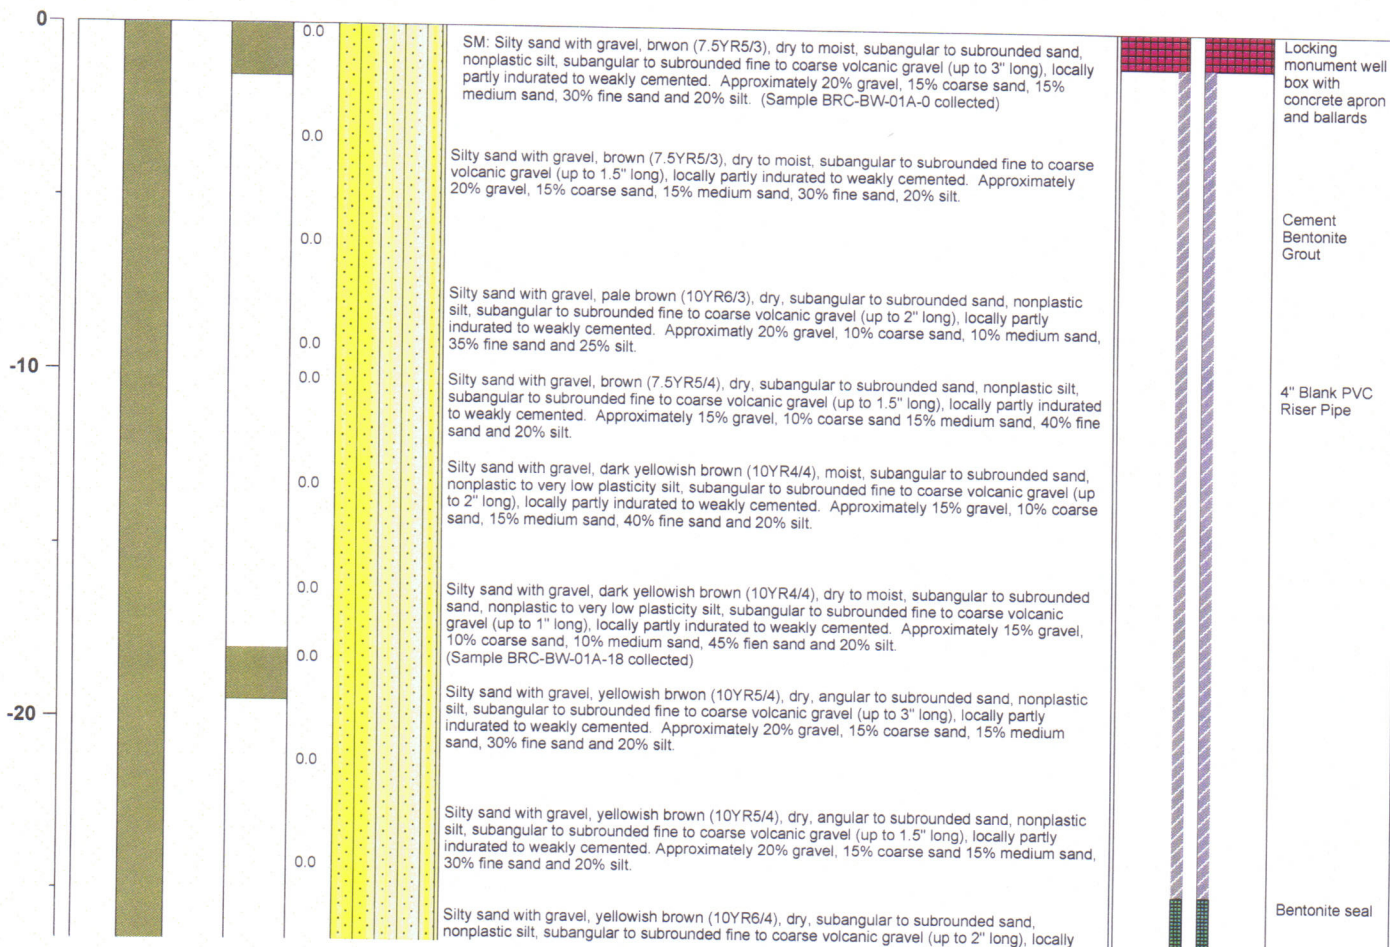 0
0.0
SM: Silty sand with gravel, brwon (7.5YR5/3), dry to moist, subangular to subrounded sand,
nonplastic silt, subangular to subrounded fine to coarse volcanic gravel (up to 3" long), locally
partly indurated to weakly cemented. Approximately 20% gravel, 15% coarse sand, 15%
medium sand, 30% fine sand and 20% silt. (Sample BRC-BW-01A-0 collected)
Locking
monument well
box with
concrete apron
and ballards
0.0
Silty sand with gravel, brown (7.5YR5/3), dry to moist, subangular to subrounded fine to coarse
volcanic gravel (up to 1.5" long), locally partly indurated to weakly cemented. Approximately
20% gravel, 15% coarse sand, 15% medium sand, 30% fine sand, 20% silt.
0.0
Cement
Bentonite
Grout
Silty sand with gravel, pale brown (10YR6/3), dry, subangular to subrounded sand, nonplastic
silt, subangular to subrounded fine to coarse volcanic gravel (up to 2" long), locally partly
indurated to weakly cemented. Approximatly 20% gravel, 10% coarse sand, 10% medium sand,
35% fine sand and 25% silt.
0.0
-10
0.0
Silty sand with gravel, brown (7.5YR5/4), dry, subangular to subrounded sand, nonplastic silt,
subangular to subrounded fine to coarse volcanic gravel (up to 1.5" long), locally partly indurated
to weakly cemented. Approximately 15% gravel, 10% coarse sand 15% medium sand, 40% fine
sand and 20% silt.
4" Blank PVC
Riser Pipe
0.0
Silty sand with gravel, dark yellowish brown (10YR4/4), moist, subangular to subrounded sand,
nonplastic to very low plasticity silt, subangular to subrounded fine to coarse volcanic gravel (up
to 2" long), locally partly indurated to weakly cemented. Approximately 15% gravel, 10% coarse
sand, 15% medium sand, 40% fine sand and 20% silt.
0.0
Silty sand with gravel, dark yellowish brown (10YR4/4), dry to moist, subangular to subrounded
sand, nonplastic to very low plasticity silt, subangular to subrounded fine to coarse volcanic
gravel (up to 1" long), locally partly indurated to weakly cemented. Approximately 15% gravel,
10% coarse sand, 10% medium sand, 45% fien sand and 20% silt.
(Sample BRC-BW-01A-18 collected)
0.0
-20
Silty sand with gravel, yellowish brwon (10YR5/4), dry, angular to subrounded sand, nonplastic
silt, subangular to subrounded fine to coarse volcanic gravel (up to 3" long), locally partly
indurated to weakly cemented. Approximately 20% gravel, 15% coarse sand, 15% medium
sand, 30% fine sand and 20% silt.
0.0
Silty sand with gravel, yellowish brown (10YR5/4), dry, angular to subrounded sand, nonplastic
silt, subangular to subrounded fine to coarse volcanic gravel (up to 1.5" long), locally partly
indurated to weakly cemented. Approximately 20% gravel, 15% coarse sand 15% medium sand,
30% fine sand and 20% silt.
0.0
Silty sand with gravel, yellowish brown (10YR6/4), dry, subangular to subrounded sand,
nonplastic silt, subangular to subrounded fine to coarse volcanic gravel (up to 2" long), locally
Bentonite seal